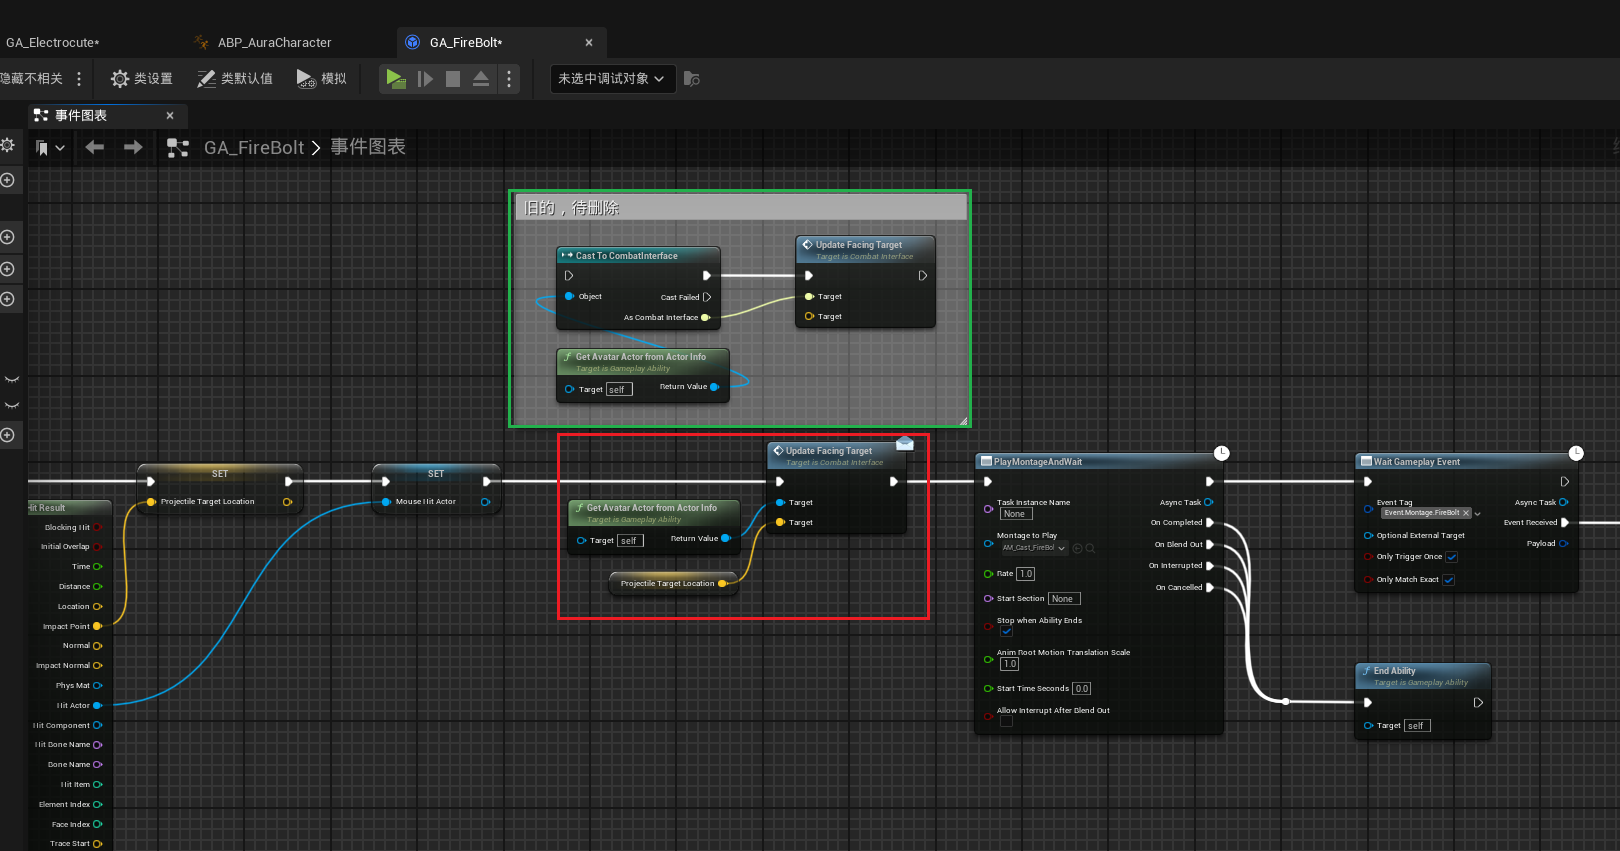 GA_Electrocute*
ABP_AuraCharacter
GA_FireBolt*
隐藏不相关
类设置
类默认值
模拟
未选中调试对象
事件图表
GA_FireBolt > 事件图表
旧的，待删除
Cast To CombatInterface
Object
Cast Failed
As Combat Interface
Update Facing Target
Target is Combat Interface
Target
Target
Get Avatar Actor from Actor Info
Target is Gameplay Ability
Target self
Return Value
SET
Projectile Target Location
SET
Mouse Hit Actor
Hit Result
Blocking Hit
Initial Overlap
Time
Distance
Location
Impact Point
Normal
Impact Normal
Phys Mat
Hit Actor
Hit Component
Hit Bone Name
Bone Name
Hit Item
Element Index
Face Index
Trace Start
Update Facing Target
Target is Combat Interface
Target
Target
Get Avatar Actor from Actor Info
Target is Gameplay Ability
Target self
Return Value
Projectile Target Location
PlayMontageAndWait
Task Instance Name
None
Montage to Play
AM_Cast_FireBol
Rate 1.0
Start Section None
Stop when Ability Ends
Anim Root Motion Translation Scale
1.0
Start Time Seconds 0.0
Allow Interrupt After Blend Out
Async Task
On Completed
On Blend Out
On Interrupted
On Cancelled
Wait Gameplay Event
Event Tag
Event.Montage.FireBolt
Optional External Target
Only Trigger Once
Only Match Exact
Async Task
Event Received
Payload
End Ability
Target is Gameplay Ability
Target self